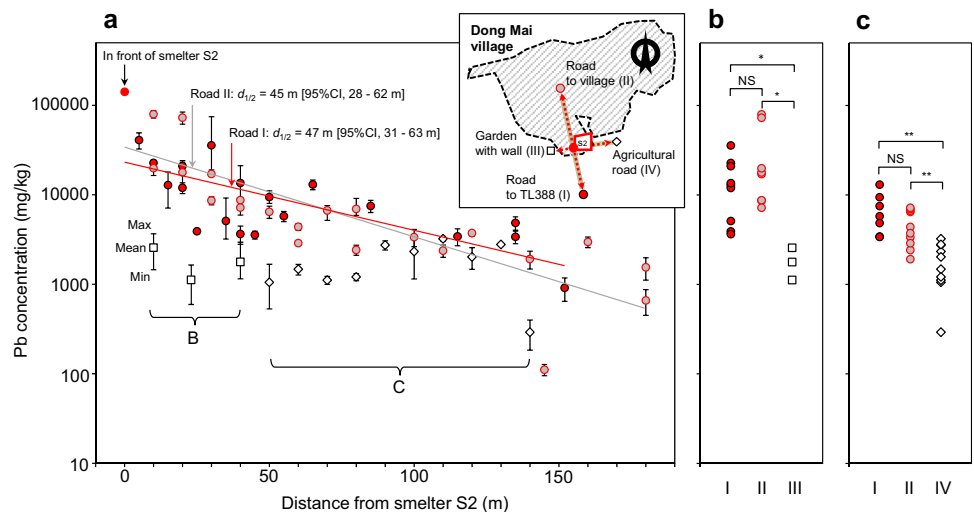 a
b
c
Pb concentration (mg/kg)
100000
10000
1000
100
10
In front of smelter S2
Road II: d1/2 = 45 m [95%CI, 28 - 62 m]
Road I: d1/2 = 47 m [95%CI, 31 - 63 m]
Max
Mean
Min
B
C
Dong Mai
village
Road
to village (II)
S2
Garden
with wall (III)
Agricultural
road (IV)
Road to
TL388 (I)
0
50
100
150
Distance from smelter S2 (m)
*
NS
*
I II III
**
NS
**
I II IV